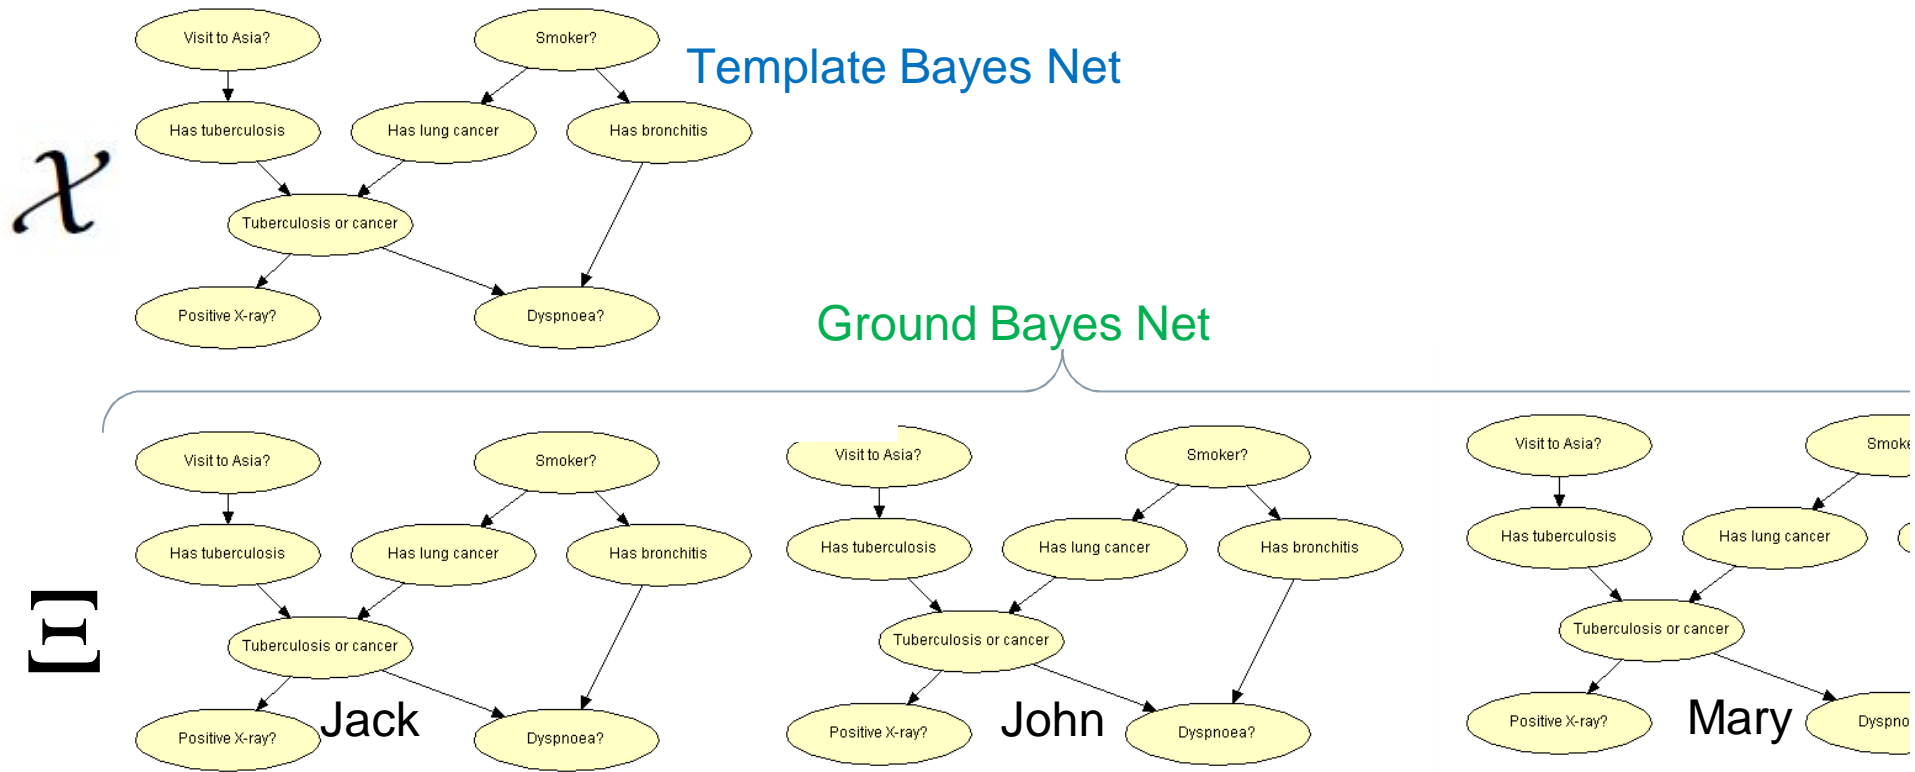 Visit to Asia?
Smoker?
Template Bayes Net
Has tuberculosis
Has lung cancer
Has bronchitis
𝒳
Tuberculosis or cancer
Positive X-ray?
Dyspnoea?
Ground Bayes Net
Ξ
Visit to Asia?
Smoker?
Has tuberculosis
Has lung cancer
Has bronchitis
Tuberculosis or cancer
Positive X-ray?
Jack
Dyspnoea?
Visit to Asia?
Smoker?
Has tuberculosis
Has lung cancer
Has bronchitis
Tuberculosis or cancer
Positive X-ray?
John
Dyspnoea?
Visit to Asia?
Smoke
Has tuberculosis
Has lung cancer
Tuberculosis or cancer
Positive X-ray?
Mary
Dyspno